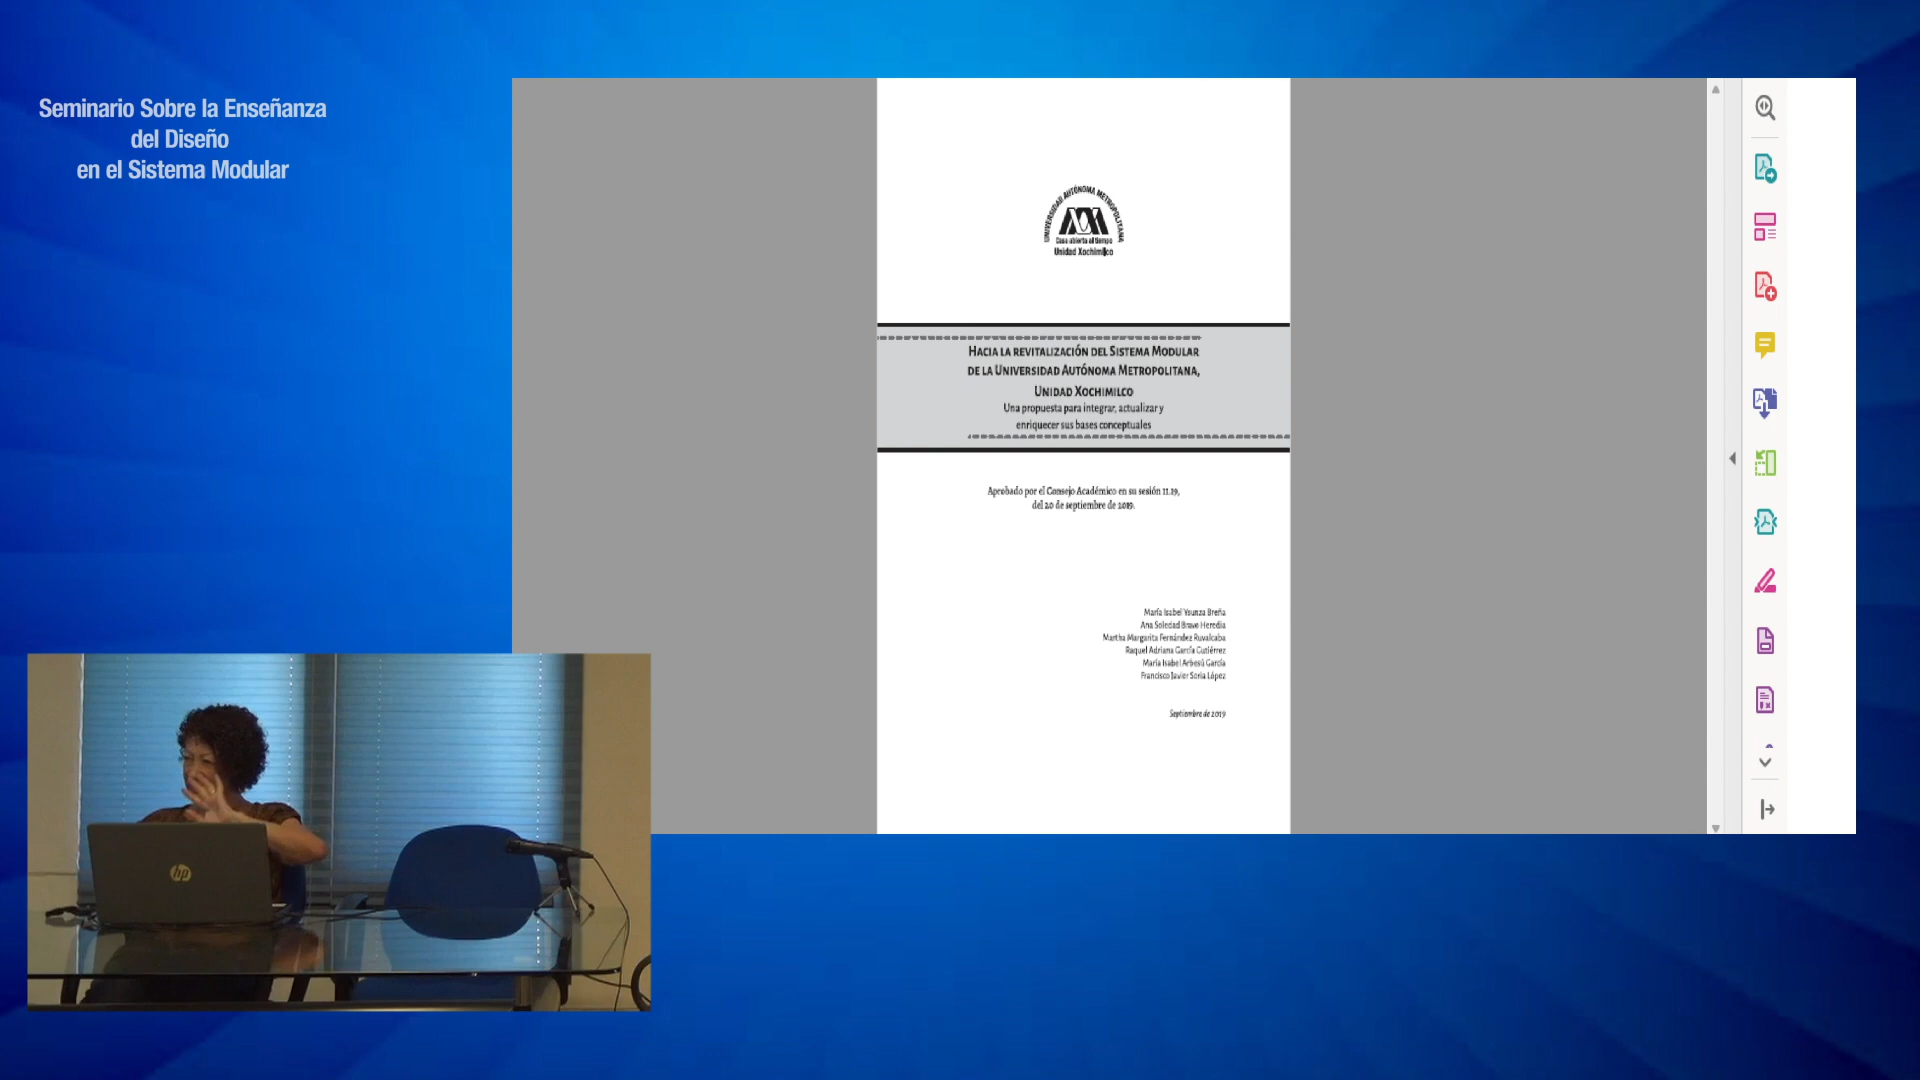 Seminario Sobre la Enseñanza
del Diseño
en el Sistema Modular
UNIVERSIDAD AUTÓNOMA METROPOLITANA
Casa abierta al tiempo
Unidad Xochimilco
HACIA LA REVITALIZACIÓN DEL SISTEMA MODULAR
DE LA UNIVERSIDAD AUTÓNOMA METROPOLITANA,
UNIDAD XOCHIMILCO
Una propuesta para integrar, actualizar y
enriquecer sus bases conceptuales
Aprobado por el Consejo Académico en su sesión 11.19,
del 20 de septiembre de 2019.
María Isabel Ysunza Breña
Ana Soledad Bravo Heredia
Martha Margarita Fernández Ruvalcaba
Raquel Adriana García Gutiérrez
María Isabel Arbesú García
Francisco Javier Soria López
Septiembre de 2019
hp